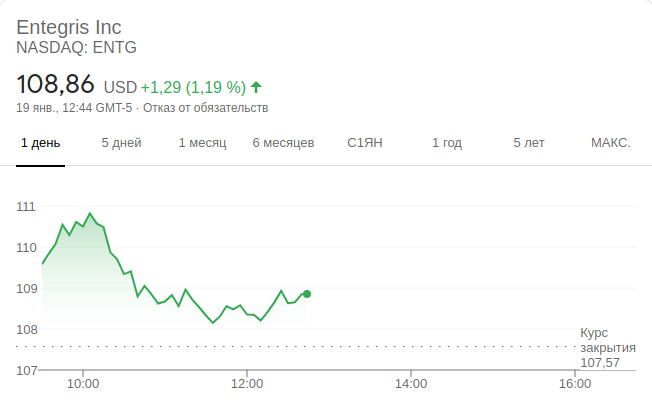 Entegris Inc
NASDAQ: ENTG
108,86 USD +1,29 (1,19 %)
19 янв., 12:44 GMT-5 · Отказ от обязательств
1 день 5 дней 1 месяц 6 месяцев С1ЯН 1 год 5 лет МАКС.
111
110
109
108
Курс
закрытия
107,57
107
10:00 12:00 14:00 16:00